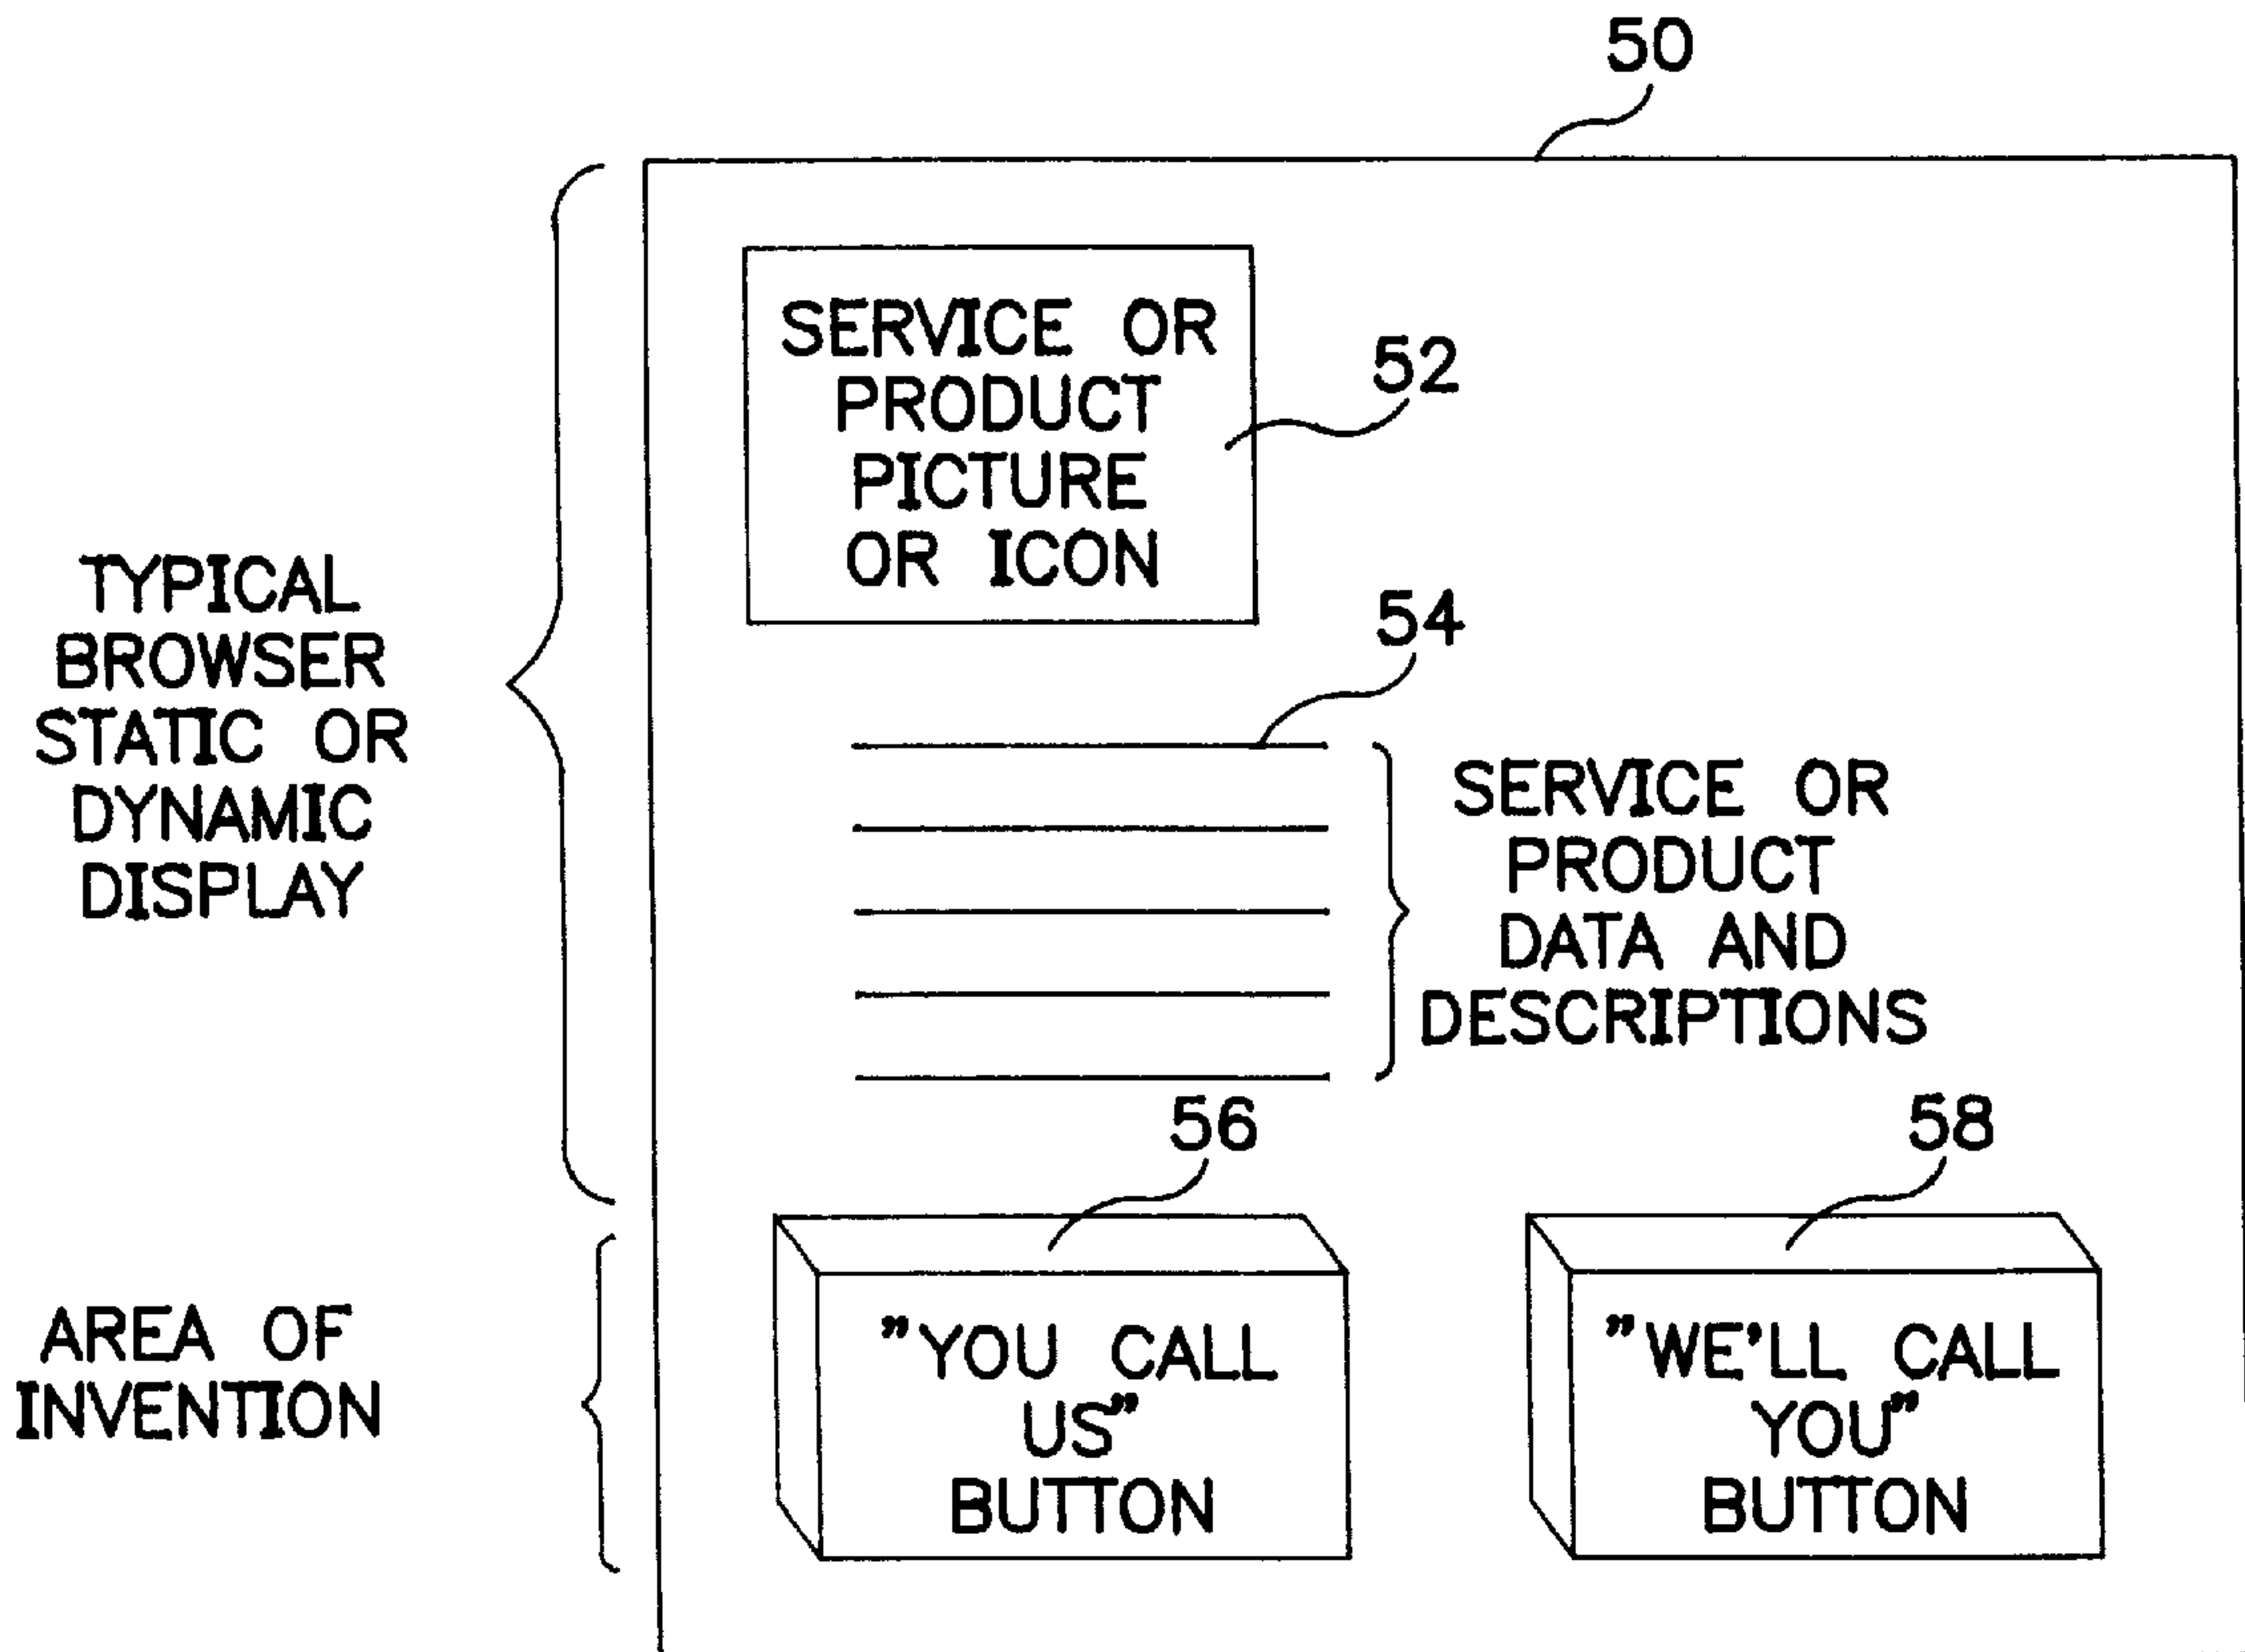 50
SERVICE OR
PRODUCT
PICTURE
OR ICON
52
TYPICAL
BROWSER
STATIC OR
DYNAMIC
DISPLAY
54
SERVICE OR
PRODUCT
DATA AND
DESCRIPTIONS
56
58
AREA OF
INVENTION
"YOU CALL
US"
BUTTON
"WE'LL CALL
YOU"
BUTTON